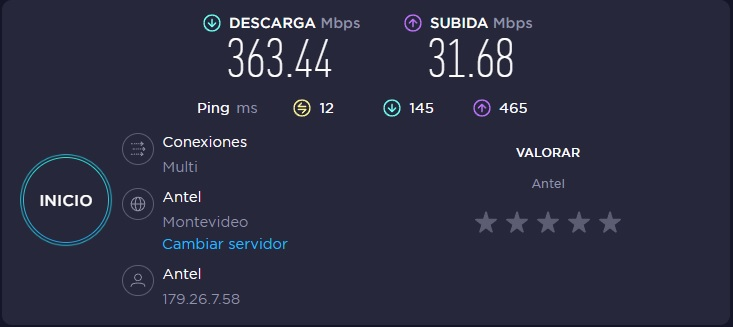 DESCARGA Mbps
SUBIDA Mbps
363.44
31.68
Ping ms 12 145 465
Conexiones
Multi
Antel
Montevideo
Cambiar servidor
Antel
179.26.7.58
INICIO
VALORAR
Antel